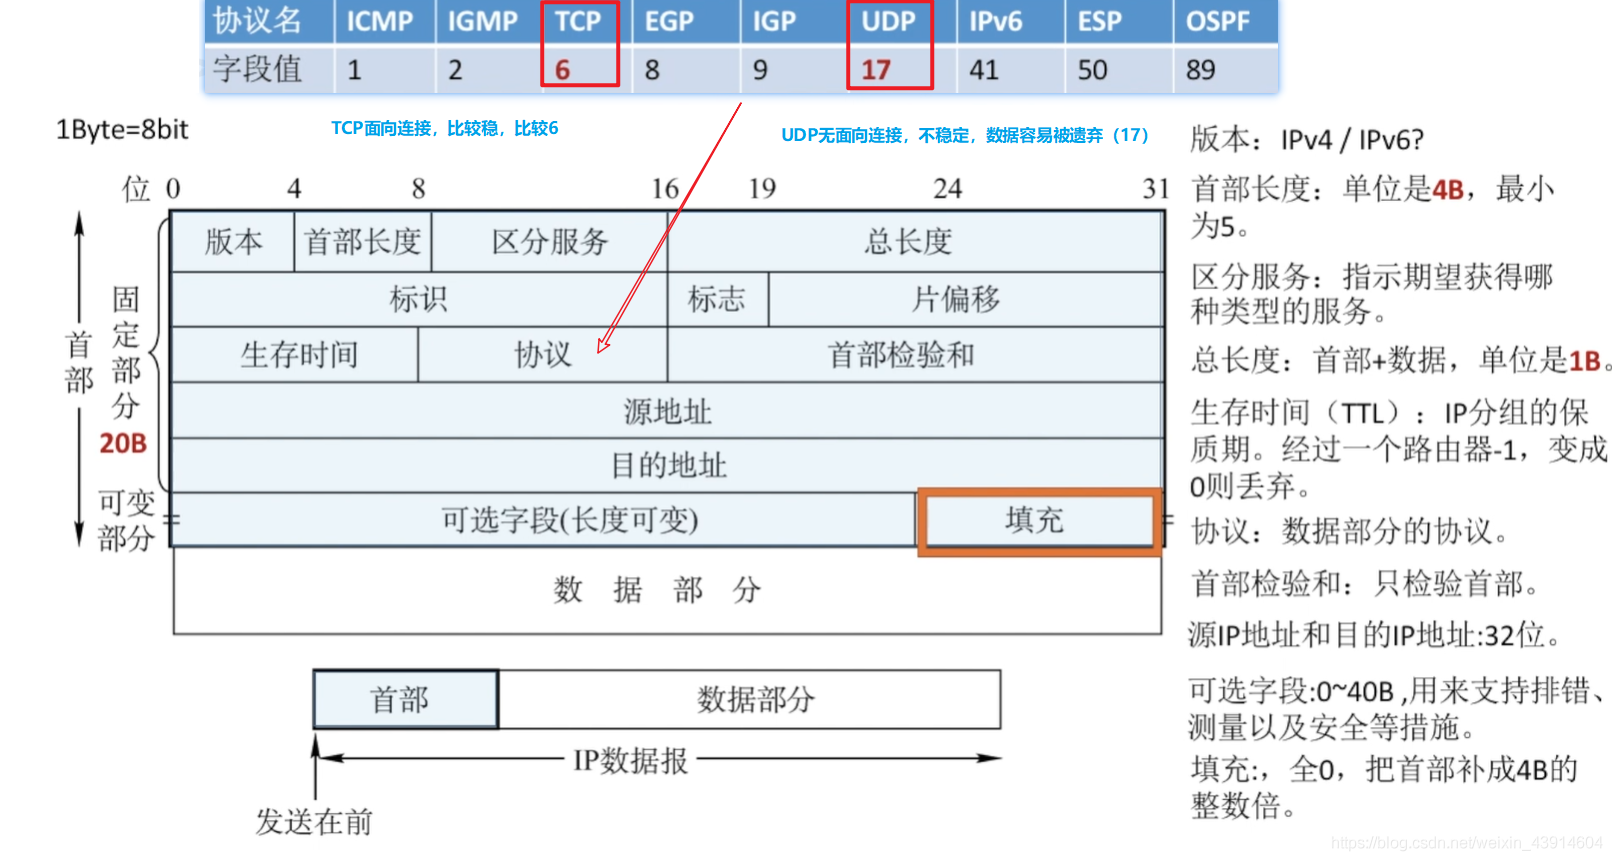 协议名 ICMP IGMP TCP EGP IGP UDP IPv6 ESP OSPF
字段值 1 2 6 8 9 17 41 50 89
1Byte=8bit
TCP面向连接，比较稳，比较6
UDP无面向连接，不稳定，数据容易被遗弃（17）
位 0 4 8 16 19 24 31
版本 首部长度 区分服务 总长度
标识 标志 片偏移
生存时间 协议 首部检验和
源地址
目的地址
可选字段(长度可变) 填充
数 据 部 分
首部
固定部分
20B
可变
部分
首部 数据部分
IP数据报
发送在前
版本：IPv4 / IPv6?
首部长度：单位是4B，最小
为5。
区分服务：指示期望获得哪
种类型的服务。
总长度：首部+数据，单位是1B。
生存时间（TTL）：IP分组的保
质期。经过一个路由器-1，变成
0则丢弃。
协议：数据部分的协议。
首部检验和：只检验首部。
源IP地址和目的IP地址:32位。
可选字段:0~40B ,用来支持排错、
测量以及安全等措施。
填充:，全0，把首部补成4B的
整数倍。
https://blog.csdn.net/weixin_43914604